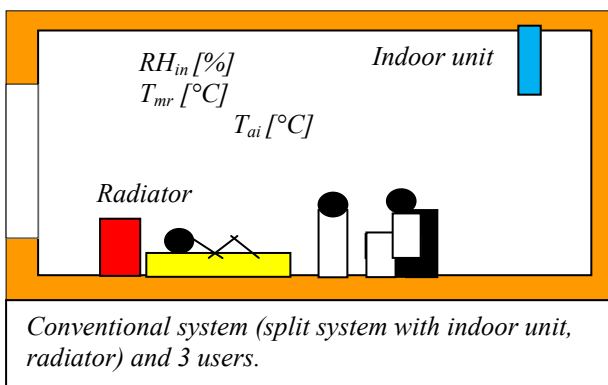 RHin [%]
Indoor unit
Tmr [°C]
Tai [°C]
Radiator
Conventional system (split system with indoor unit,
radiator) and 3 users.